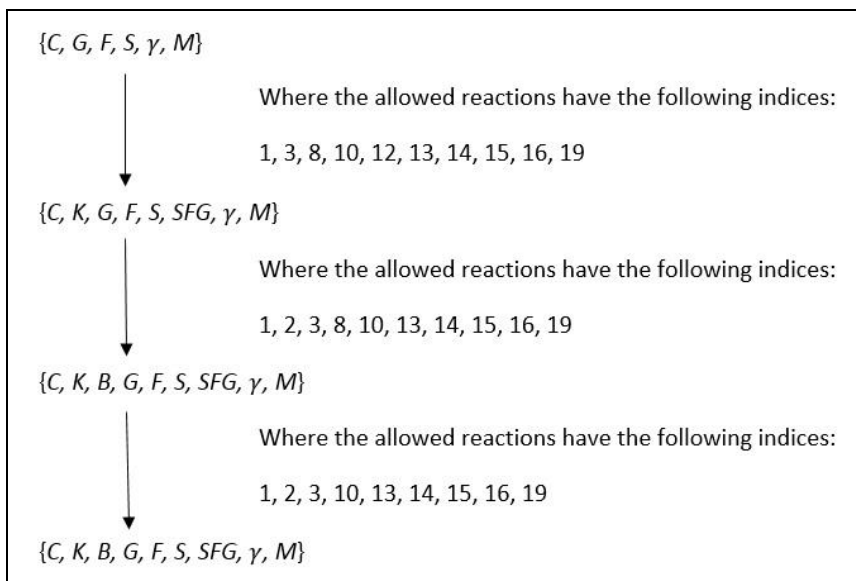 {C, G, F, S, γ, M}
Where the allowed reactions have the following indices:
1, 3, 8, 10, 12, 13, 14, 15, 16, 19
{C, K, G, F, S, SFG, γ, M}
Where the allowed reactions have the following indices:
1, 2, 3, 8, 10, 13, 14, 15, 16, 19
{C, K, B, G, F, S, SFG, γ, M}
Where the allowed reactions have the following indices:
1, 2, 3, 10, 13, 14, 15, 16, 19
{C, K, B, G, F, S, SFG, γ, M}